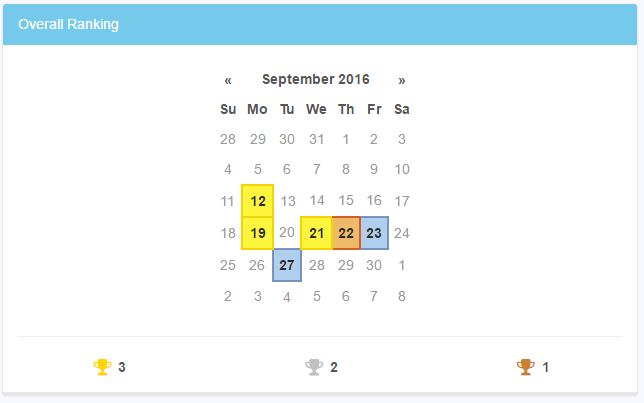 Overall Ranking
« September 2016 »
Su Mo Tu We Th Fr Sa
28 29 30 31 1 2 3
4 5 6 7 8 9 10
11 12 13 14 15 16 17
18 19 20 21 22 23 24
25 26 27 28 29 30 1
2 3 4 5 6 7 8
3 2 1